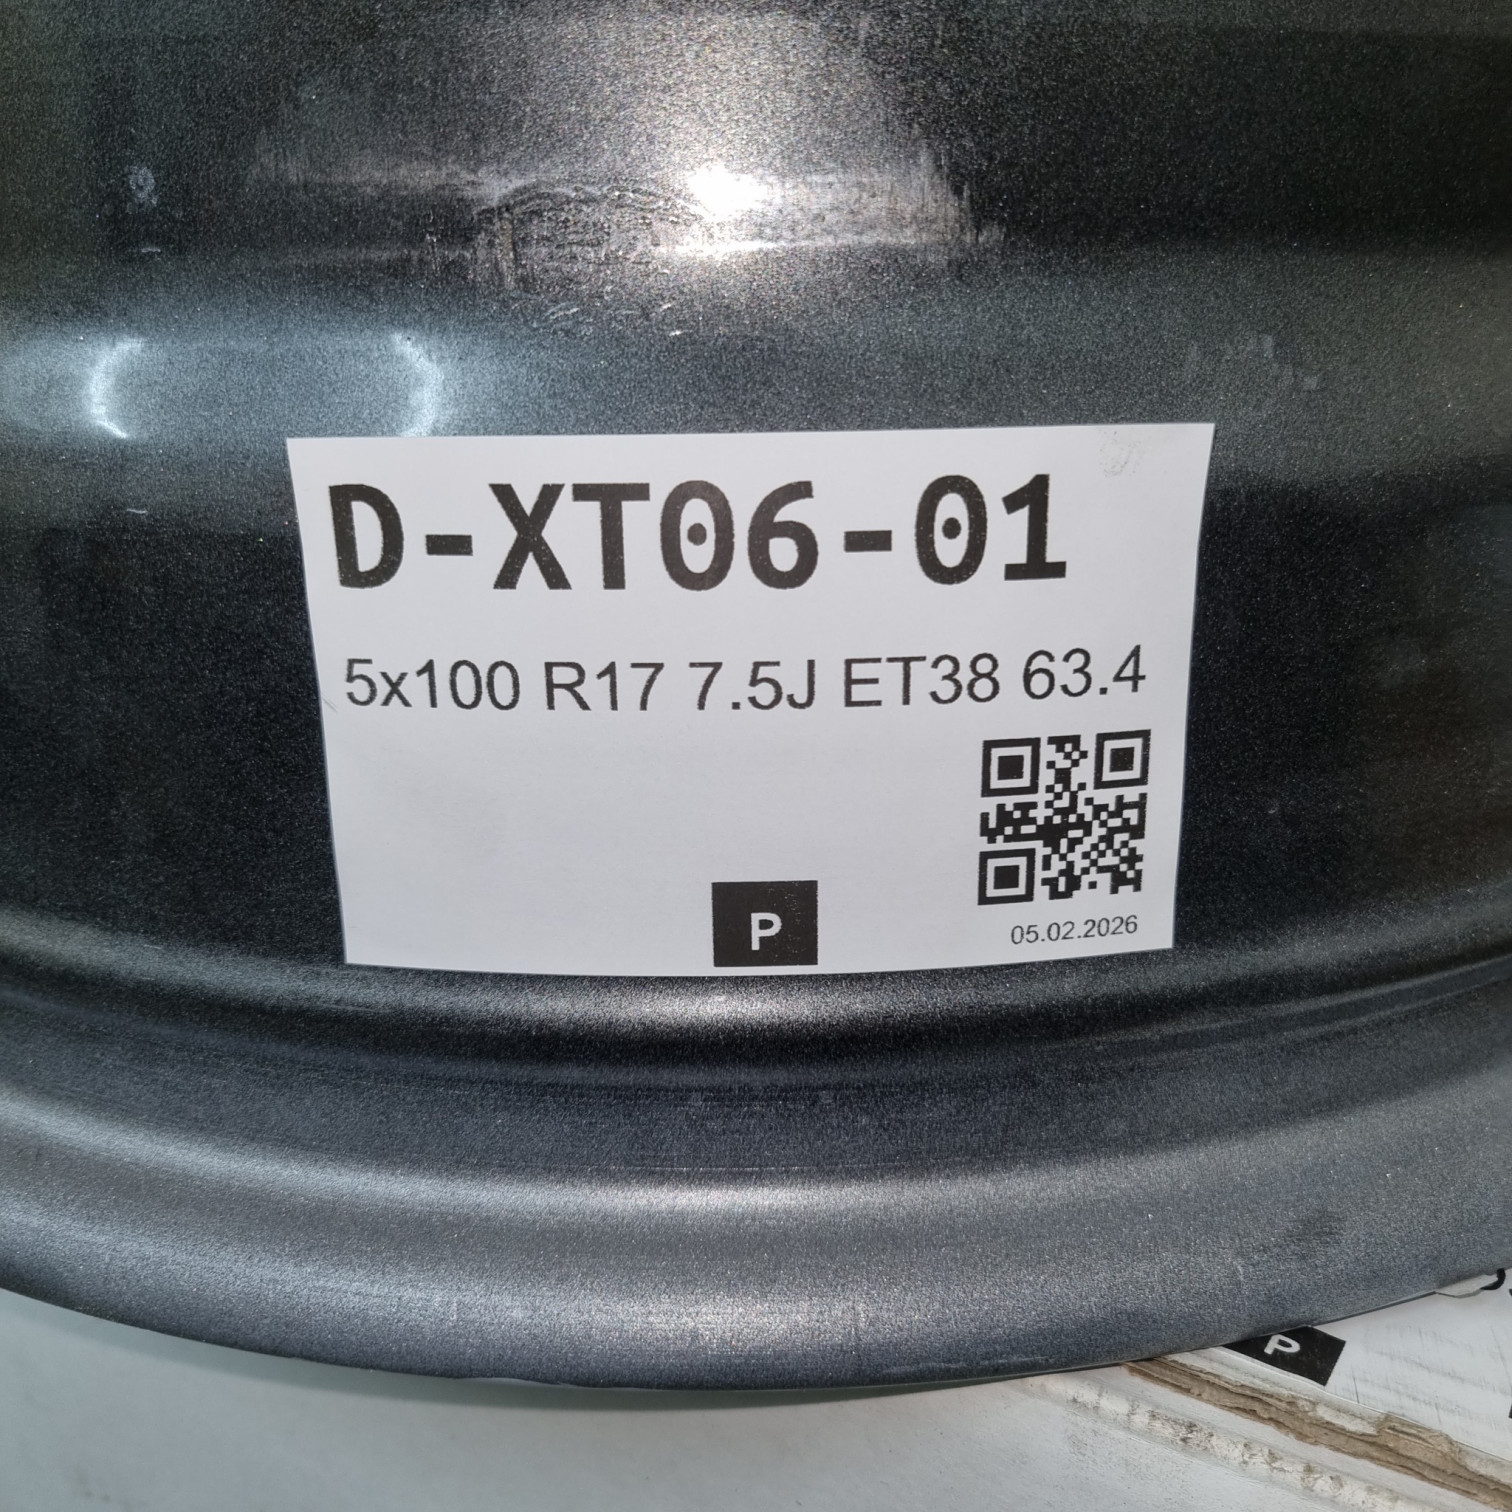 D-XT06-01
5x100 R17 7.5J ET38 63.4
P
05.02.2026
P